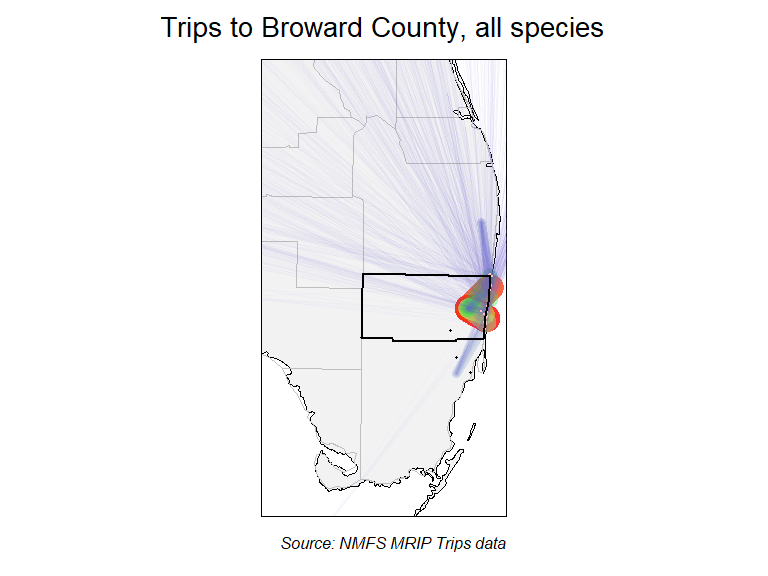 Trips to Broward County, all species
Source: NMFS MRIP Trips data